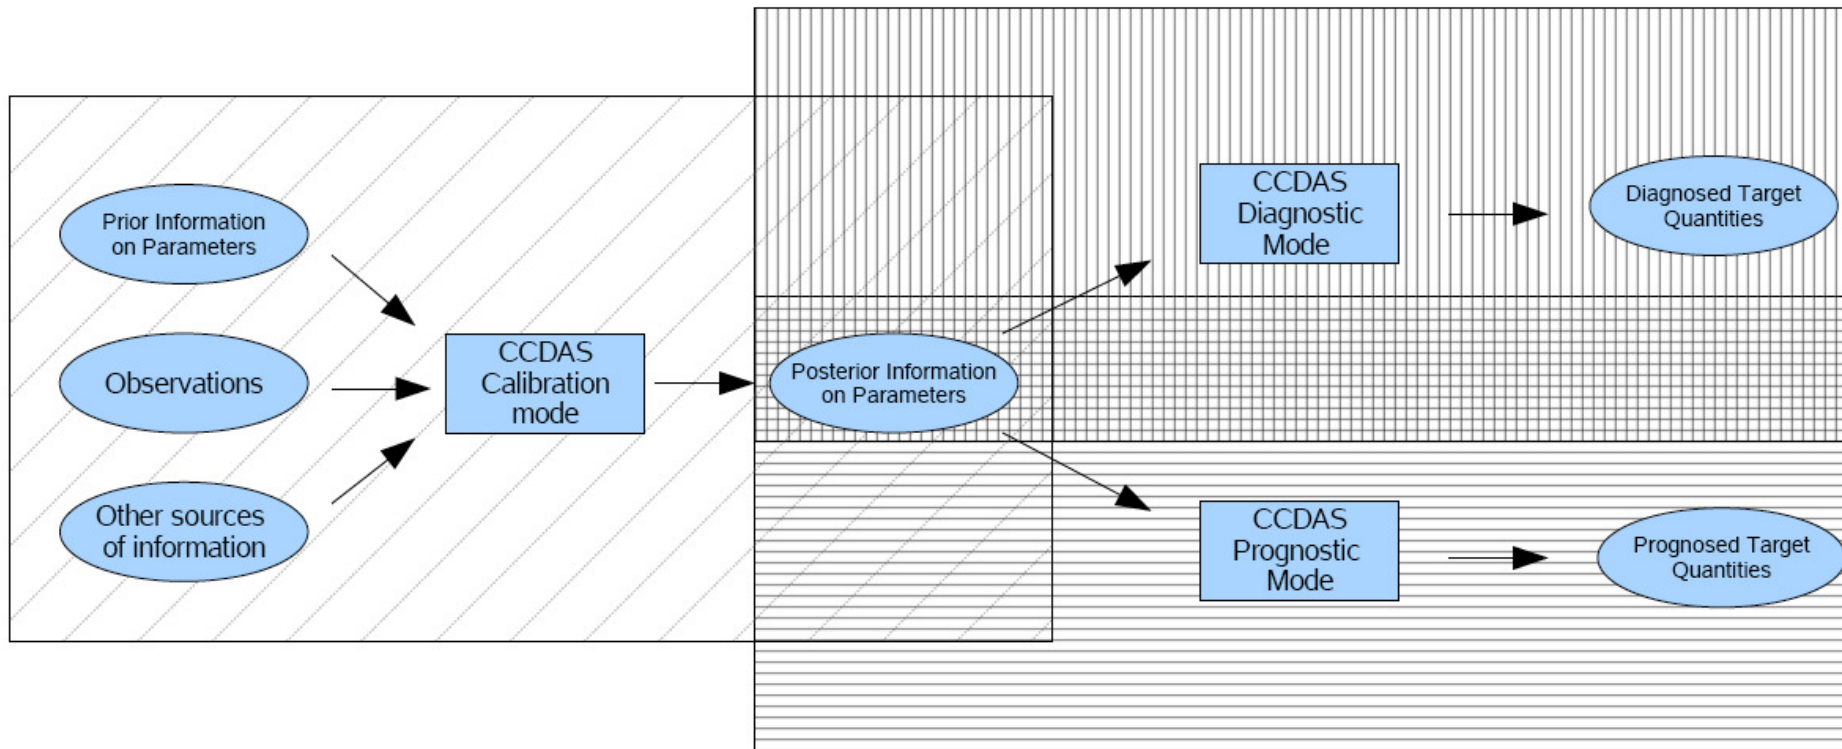 Prior Information
on Parameters
Observations
Other sources
of information
CCDAS
Calibration
mode
Posterior Information
on Parameters
CCDAS
Diagnostic
Mode
Diagnosed Target
Quantities
CCDAS
Prognostic
Mode
Prognosed Target
Quantities